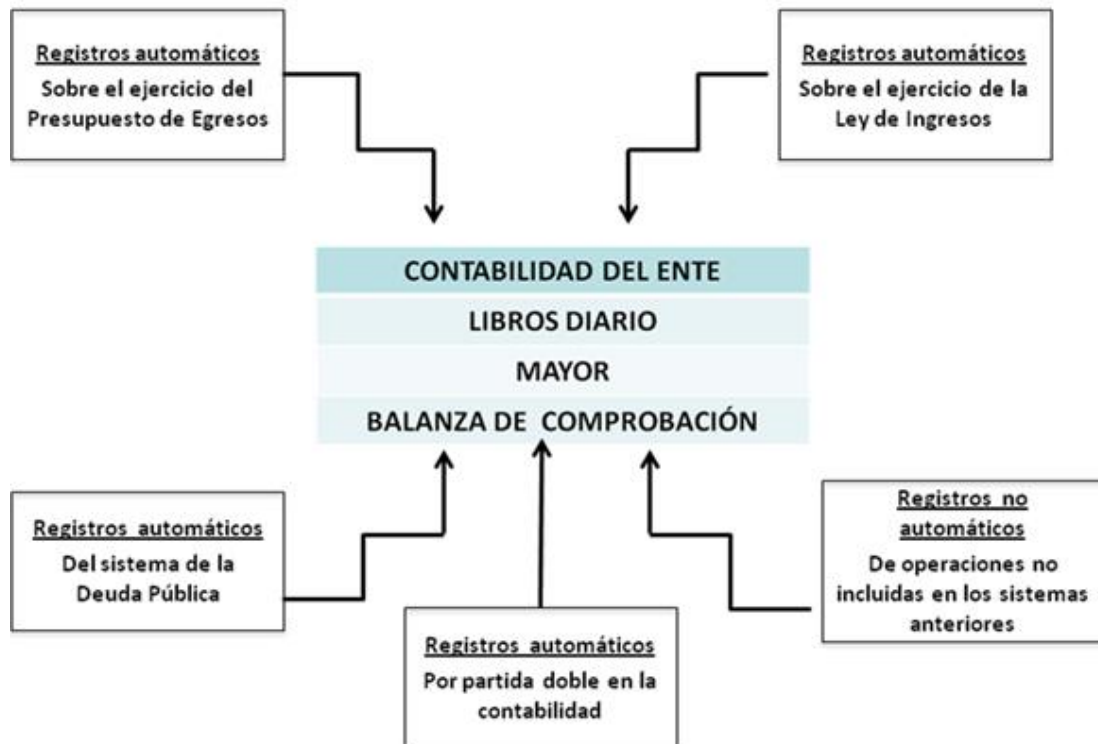 Registros automáticos
Sobre el ejercicio del
Presupuesto de Egresos
Registros automáticos
Sobre el ejercicio de la
Ley de Ingresos
CONTABILIDAD DEL ENTE
LIBROS DIARIO
MAYOR
BALANZA DE COMPROBACIÓN
Registros automáticos
Del sistema de la
Deuda Pública
Registros automáticos
Por partida doble en la
contabilidad
Registros no
automáticos
De operaciones no
incluidas en los sistemas
anteriores